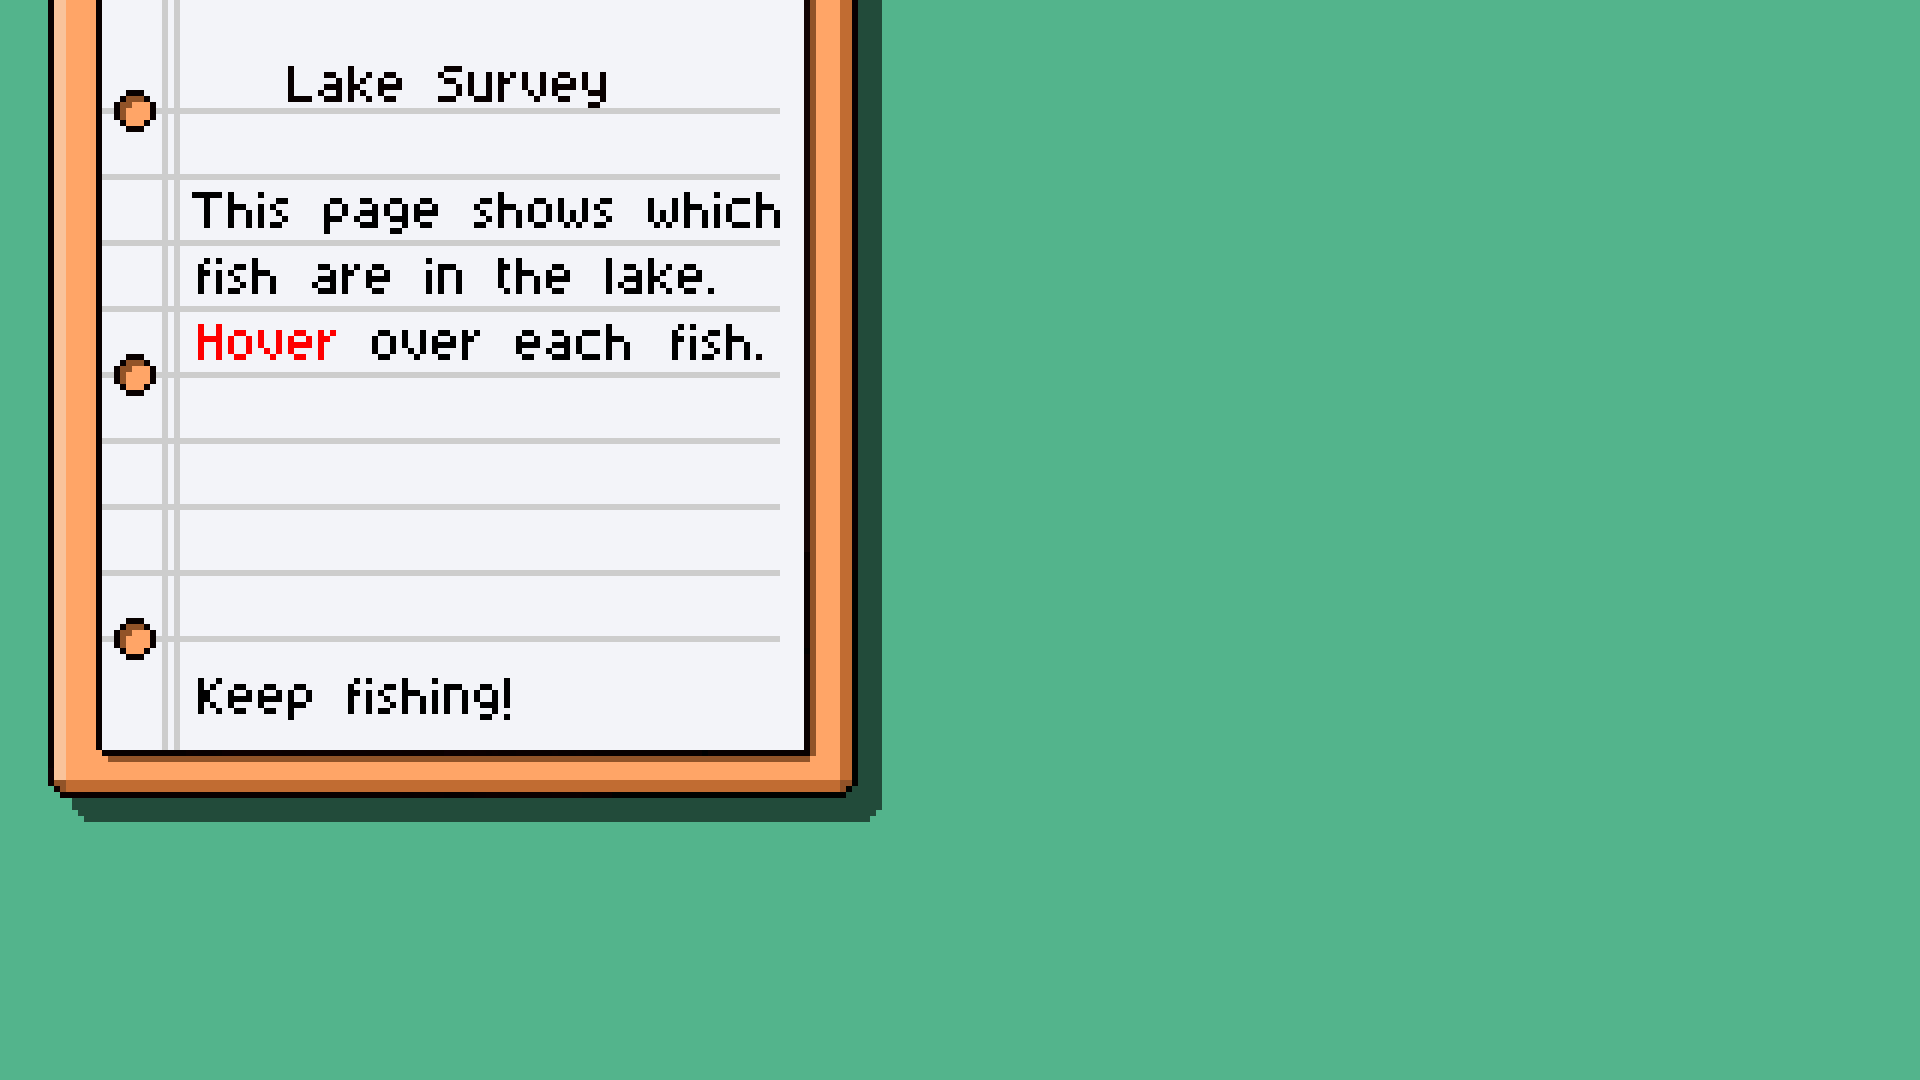 Lake Survey
This page shows which
fish are in the lake.
Hover over each fish.
Keep fishing!